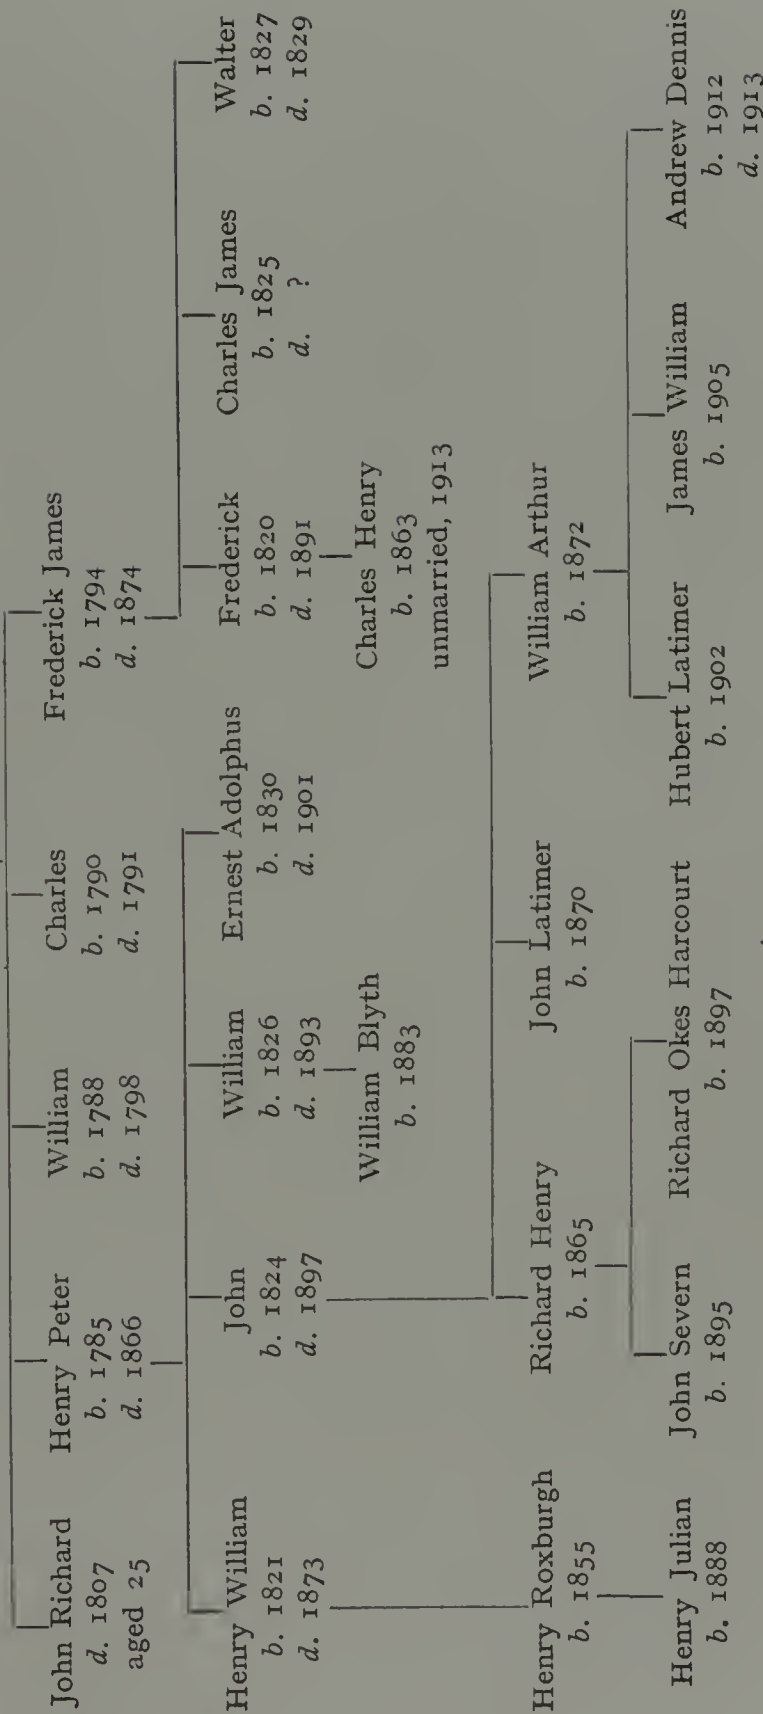 John Richard
d. 1807
aged 25
Henry Peter
b. 1785
d. 1866
William
b. 1788
d. 1798
Charles
b. 1790
d. 1791
Frederick James
b. 1794
d. 1874
Henry William
b. 1821
d. 1873
John
b. 1824
d. 1897
William
b. 1826
d. 1893
Ernest Adolphus
b. 1830
d. 1901
Frederick
b. 1820
d. 1891
Charles James
b. 1825
d. ?
Walter
b. 1827
d. 1829
William Blyth
b. 1883
Charles Henry
b. 1863
unmarried, 1913
Henry Roxburgh
b. 1855
Richard Henry
b. 1865
John Latimer
b. 1870
William Arthur
b. 1872
Henry Julian
b. 1888
John Severn
b. 1895
Richard Okes Harcourt
b. 1897
Hubert Latimer
b. 1902
James William
b. 1905
Andrew Dennis
b. 1912
d. 1913